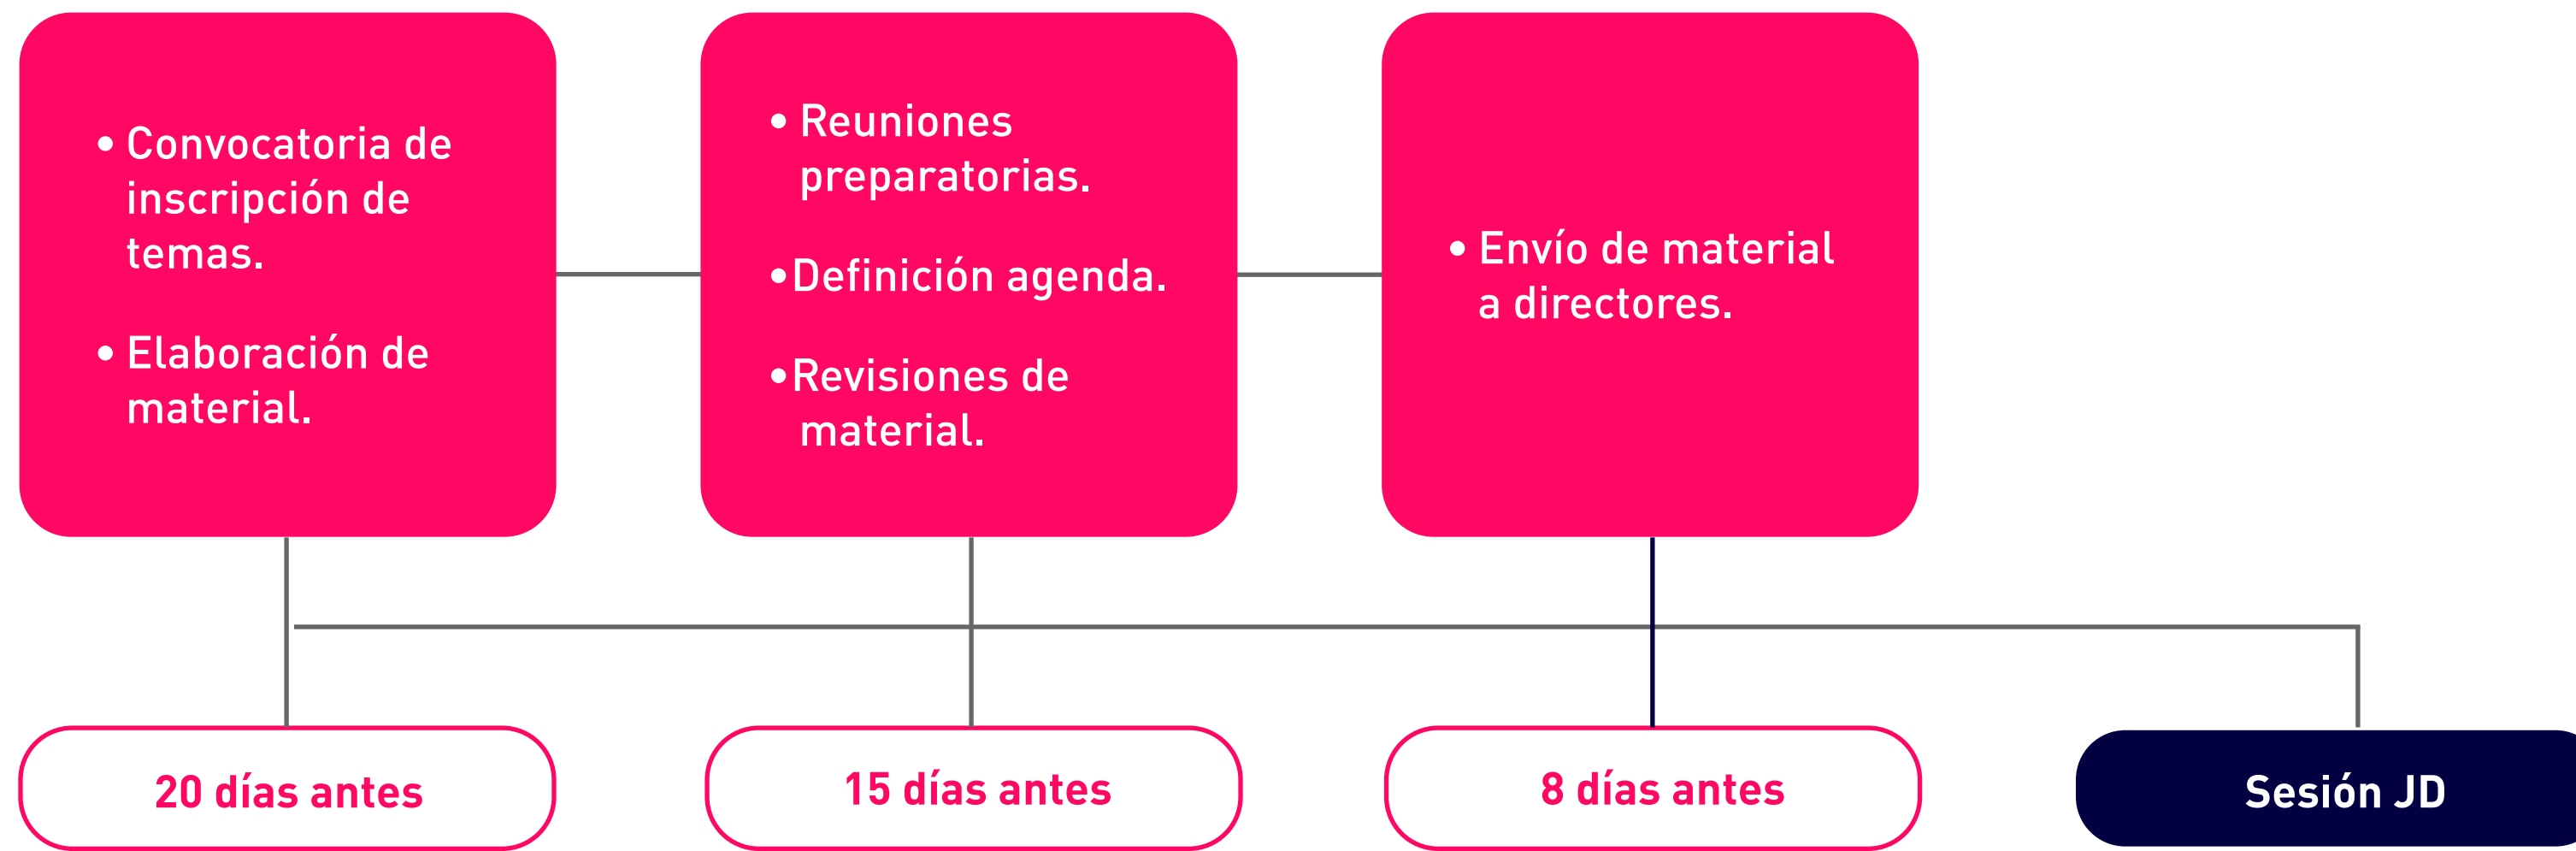 • Convocatoria de
inscripción de
temas.
• Elaboración de
material.
• Reuniones
preparatorias.
•Definición agenda.
•Revisiones de
material.
• Envío de material
a directores.
20 días antes
15 días antes
8 días antes
Sesión JD